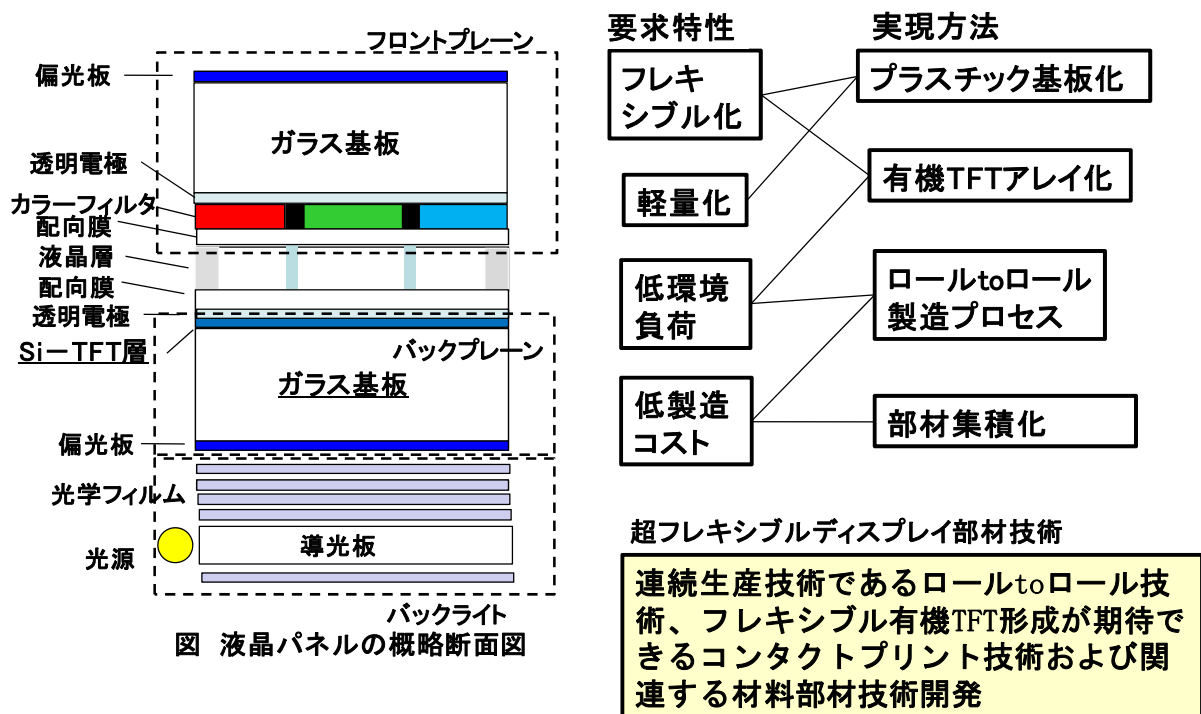 フロントプレーン
偏光板
ガラス基板
透明電極
カラーフィルタ
配向膜
液晶層
配向膜
透明電極
Si－TFT層
バックプレーン
ガラス基板
偏光板
光学フィルム
導光板
光源
バックライト
図 液晶パネルの概略断面図
要求特性
フレキ
シブル化
軽量化
低環境
負荷
低製造
コスト
実現方法
プラスチック基板化
有機TFTアレイ化
ロールtoロール
製造プロセス
部材集積化
超フレキシブルディスプレイ部材技術
連続生産技術であるロールtoロール技
術、フレキシブル有機TFT形成が期待で
きるコンタクトプリント技術および関
連する材料部材技術開発